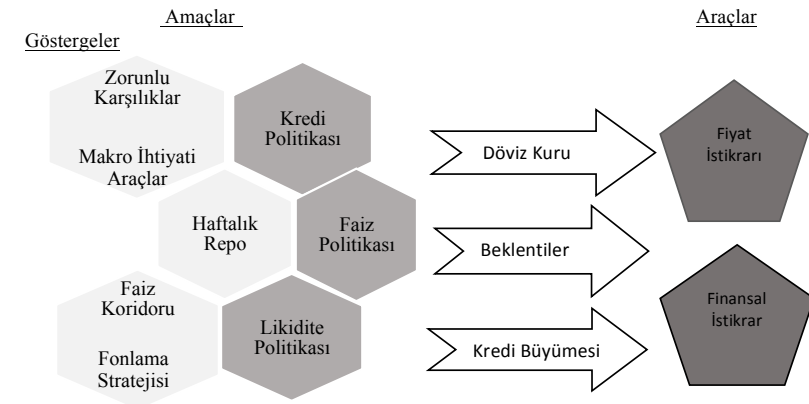 Amaçlar
Araçlar
Göstergeler
Zorunlu
Karşılıklar
Makro İhtiyati
Araçlar
Kredi
Politikası
Haftalık
Repo
Faiz
Politikası
Faiz
Koridoru
Fonlama
Stratejisi
Likidite
Politikası
Döviz Kuru
Beklentiler
Kredi Büyümesi
Fiyat
İstikrarı
Finansal
İstikrar